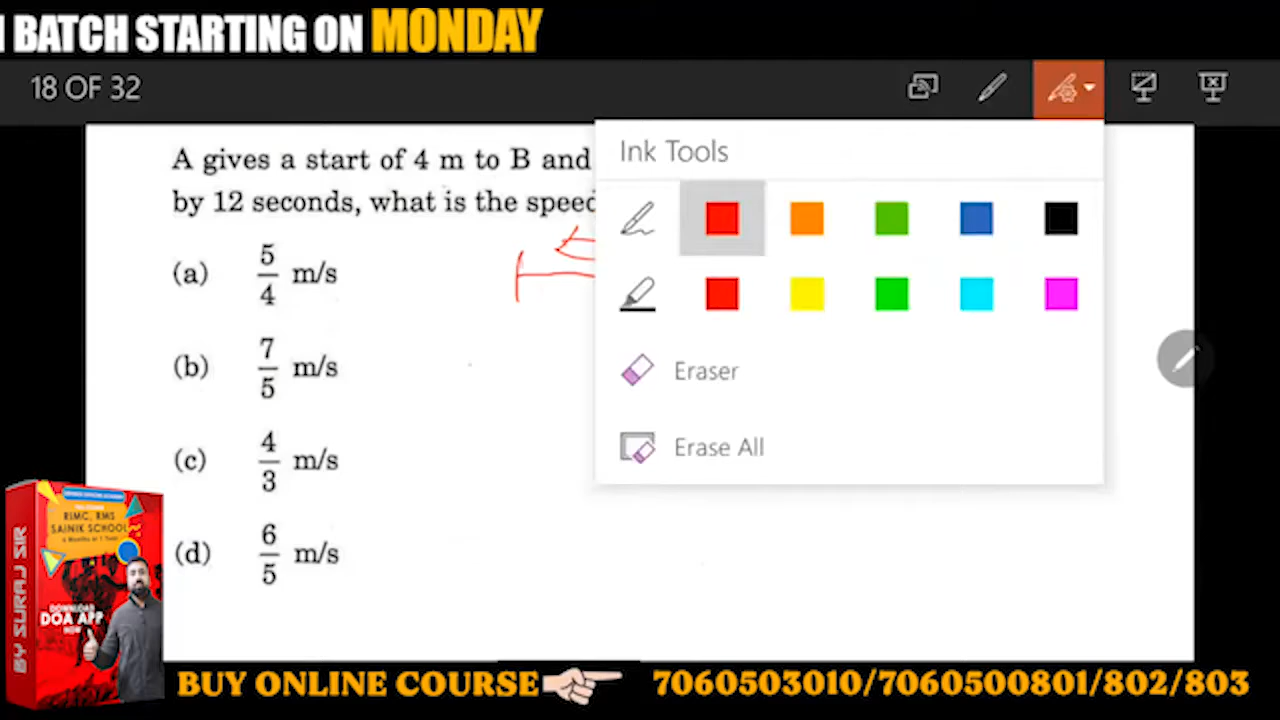 BATCH STARTING ON MONDAY
18 OF 32
A gives a start of 4 m to B and
by 12 seconds, what is the speed
(a) 5/4 m/s
(b) 7/5 m/s
(c) 4/3 m/s
(d) 6/5 m/s
Ink Tools
Eraser
Erase All
BY SURAJ SIR
RIMC, RMS
SAINIK SCHOOL
DOWNLOAD
DOA APP
NOW
BUY ONLINE COURSE
7060503010/7060500801/802/803